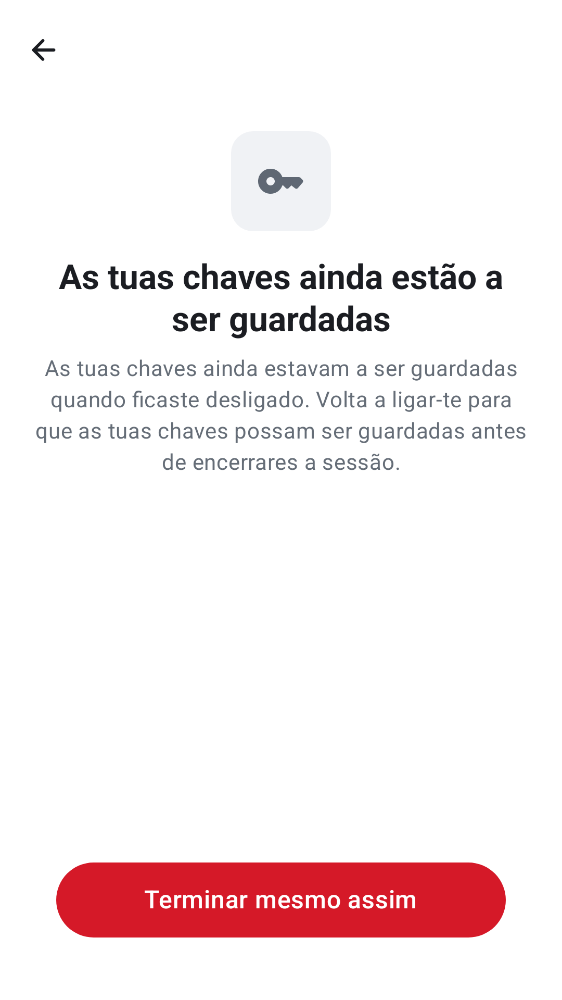 As tuas chaves ainda estão a
ser guardadas
As tuas chaves ainda estavam a ser guardadas
quando ficaste desligado. Volta a ligar-te para
que as tuas chaves possam ser guardadas antes
de encerrares a sessão.
Terminar mesmo assim